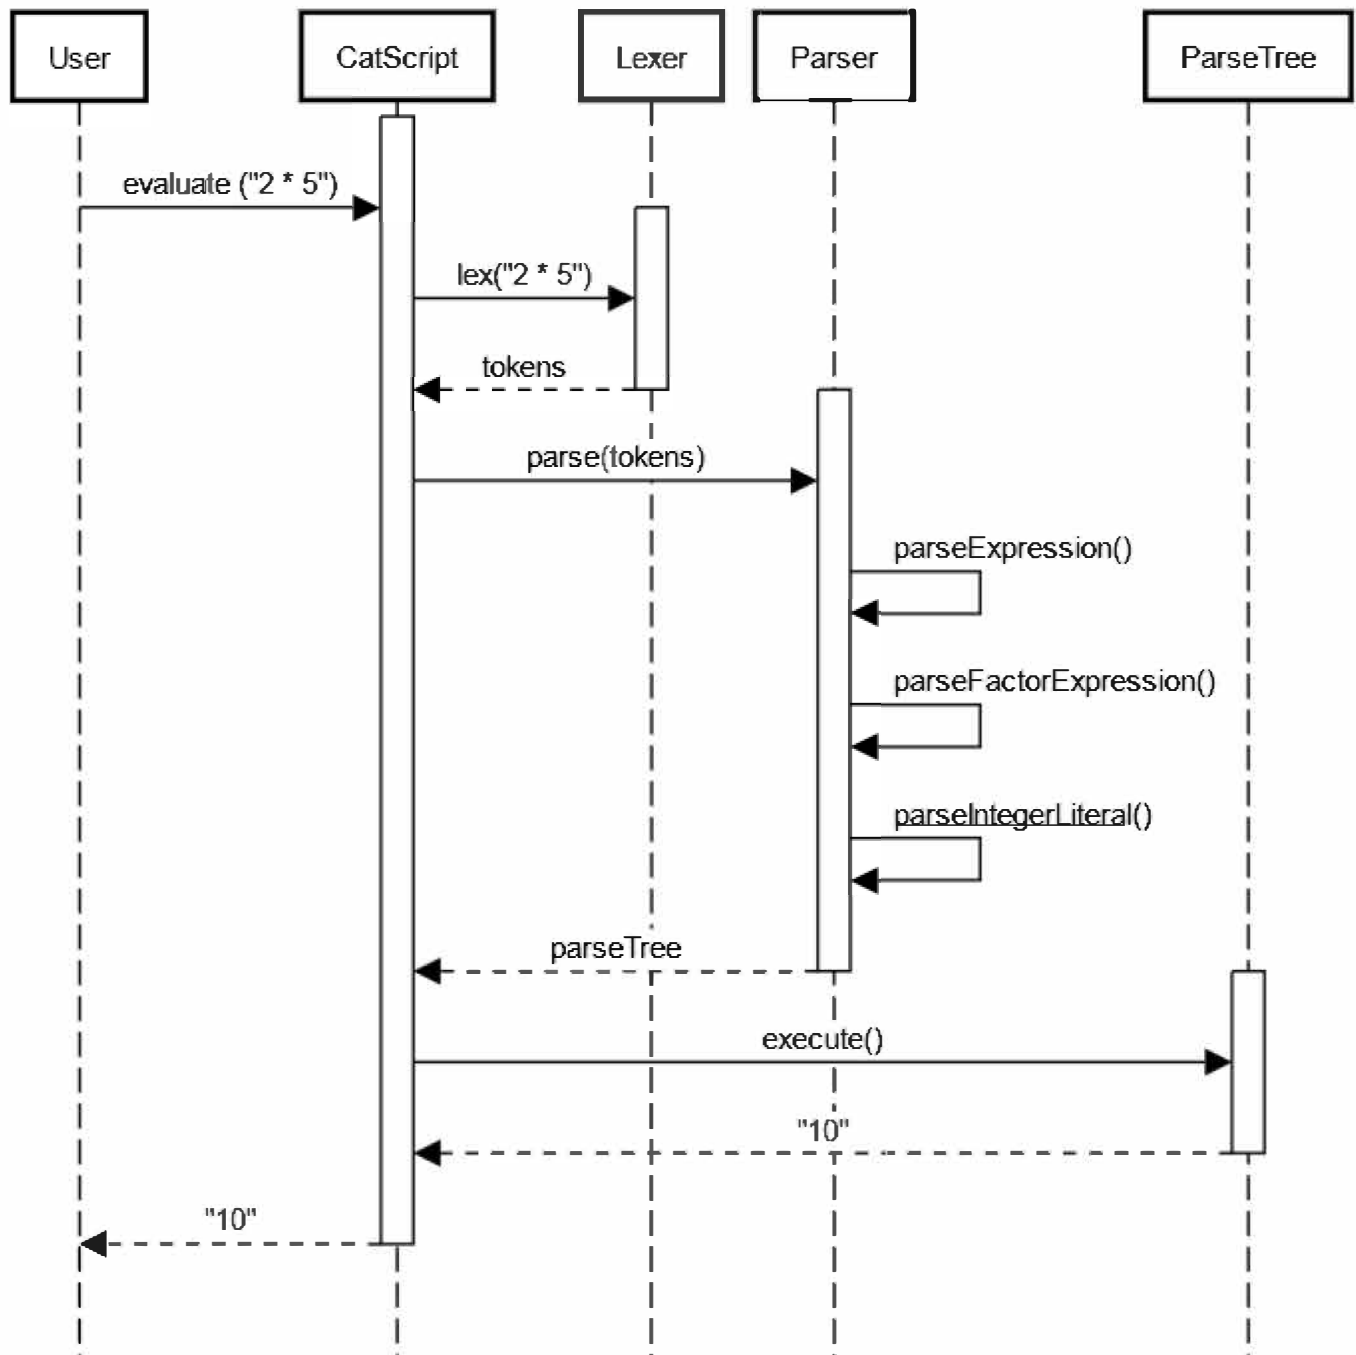 User
CatScript
Lexer
Parser
ParseTree
evaluate ("2 * 5")
lex("2 * 5")
tokens
parse(tokens)
parseExpression()
parseFactorExpression()
parseIntegerLiteral()
parseTree
execute()
"10"
"10"